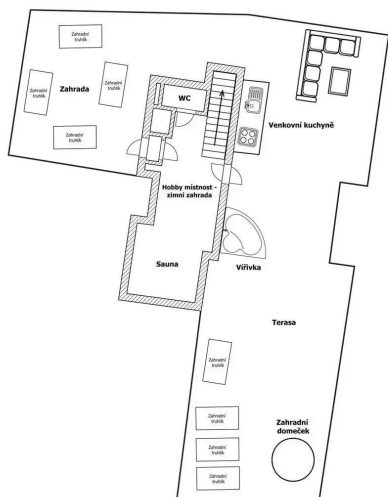 Zahradní
truhlík
Zahradní
truhlík
Zahrada
Zahradní
truhlík
Zahradní
truhlík
WC
Venkovní kuchyně
Hobby místnost -
zimní zahrada
Sauna
Vířivka
Terasa
Zahradní
truhlík
Zahradní
truhlík
Zahradní
domeček
Zahradní
truhlík
Zahradní
truhlík